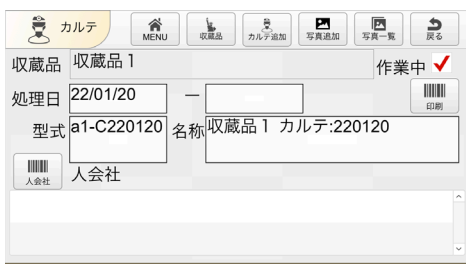 カルテ MENU 収蔵品 カルテ追加 写真追加 写真一覧 戻る
収蔵品 収蔵品1 作業中
処理日 22/01/20 ー 印刷
型式 a1-C220120 名称 収蔵品1 カルテ:220120
人会社 人会社